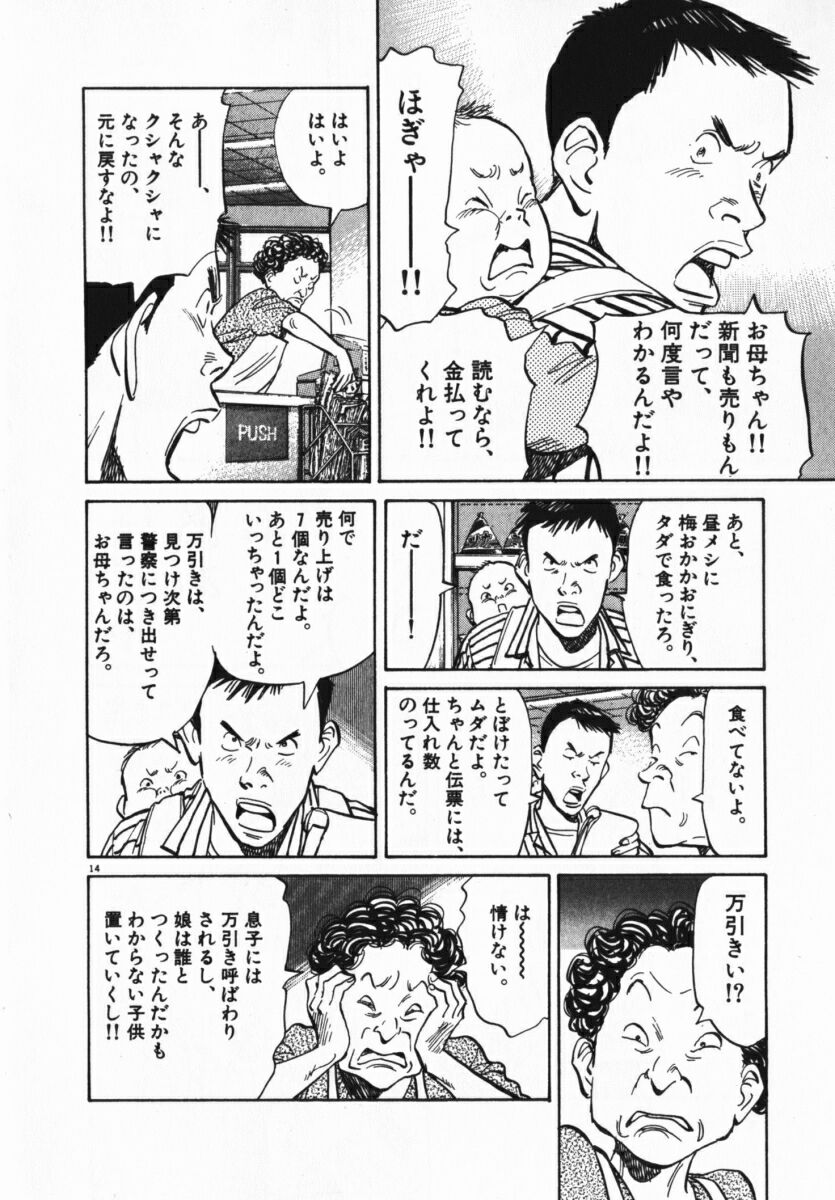 ほぎゃ――!!
お母ちゃん!!
新聞も売りもん
だって、
何度言や
わかるんだよ!!
読むなら、
金払って
くれよ!!
はいよ
はいよ。
あ――、
そんな
クシャクシャに
なったの、
元に戻すなよ!!
PUSH
あと、
昼メシに
梅おかかおにぎり、
タダで食ったろ。
だ――!
食べてないよ。
とぼけたって
ムダだよ。
ちゃんと伝票には、
仕入れ数
のってるんだ。
何で
売り上げは
7個なんだよ。
あと1個どこ
いっちゃったんだよ。
万引きは、
見つけ次第
警察につき出せって
言ったのは、
お母ちゃんだろ。
14
万引きい!?
は〜〜〜
情けない。
息子には
万引き呼ばわり
されるし、
娘は誰と
つくったんだかも
わからない子供
置いていくし!!